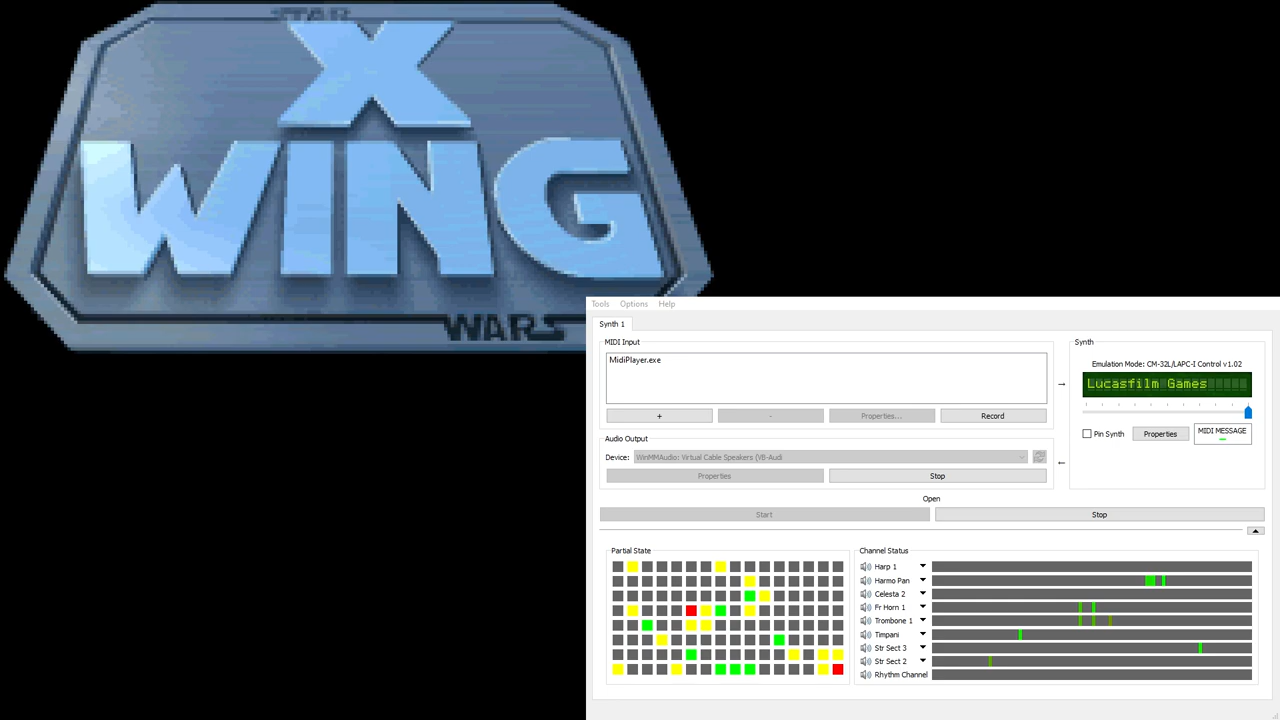 STAR
X
WING
WARS
Tools Options Help
Synth 1
MIDI Input
MidiPlayer.exe
+ - Properties... Record
Audio Output
Device: WinMMAudio: Virtual Cable Speakers (VB-Audi
Properties Stop
Synth
Emulation Mode: CM-32L/LAPC-I Control v1.02
Lucasfilm Games
Pin Synth Properties MIDI MESSAGE
Open
Start Stop
Partial State
Channel Status
Harp 1
Harmo Pan
Celesta 2
Fr Horn 1
Trombone 1
Timpani
Str Sect 3
Str Sect 2
Rhythm Channel